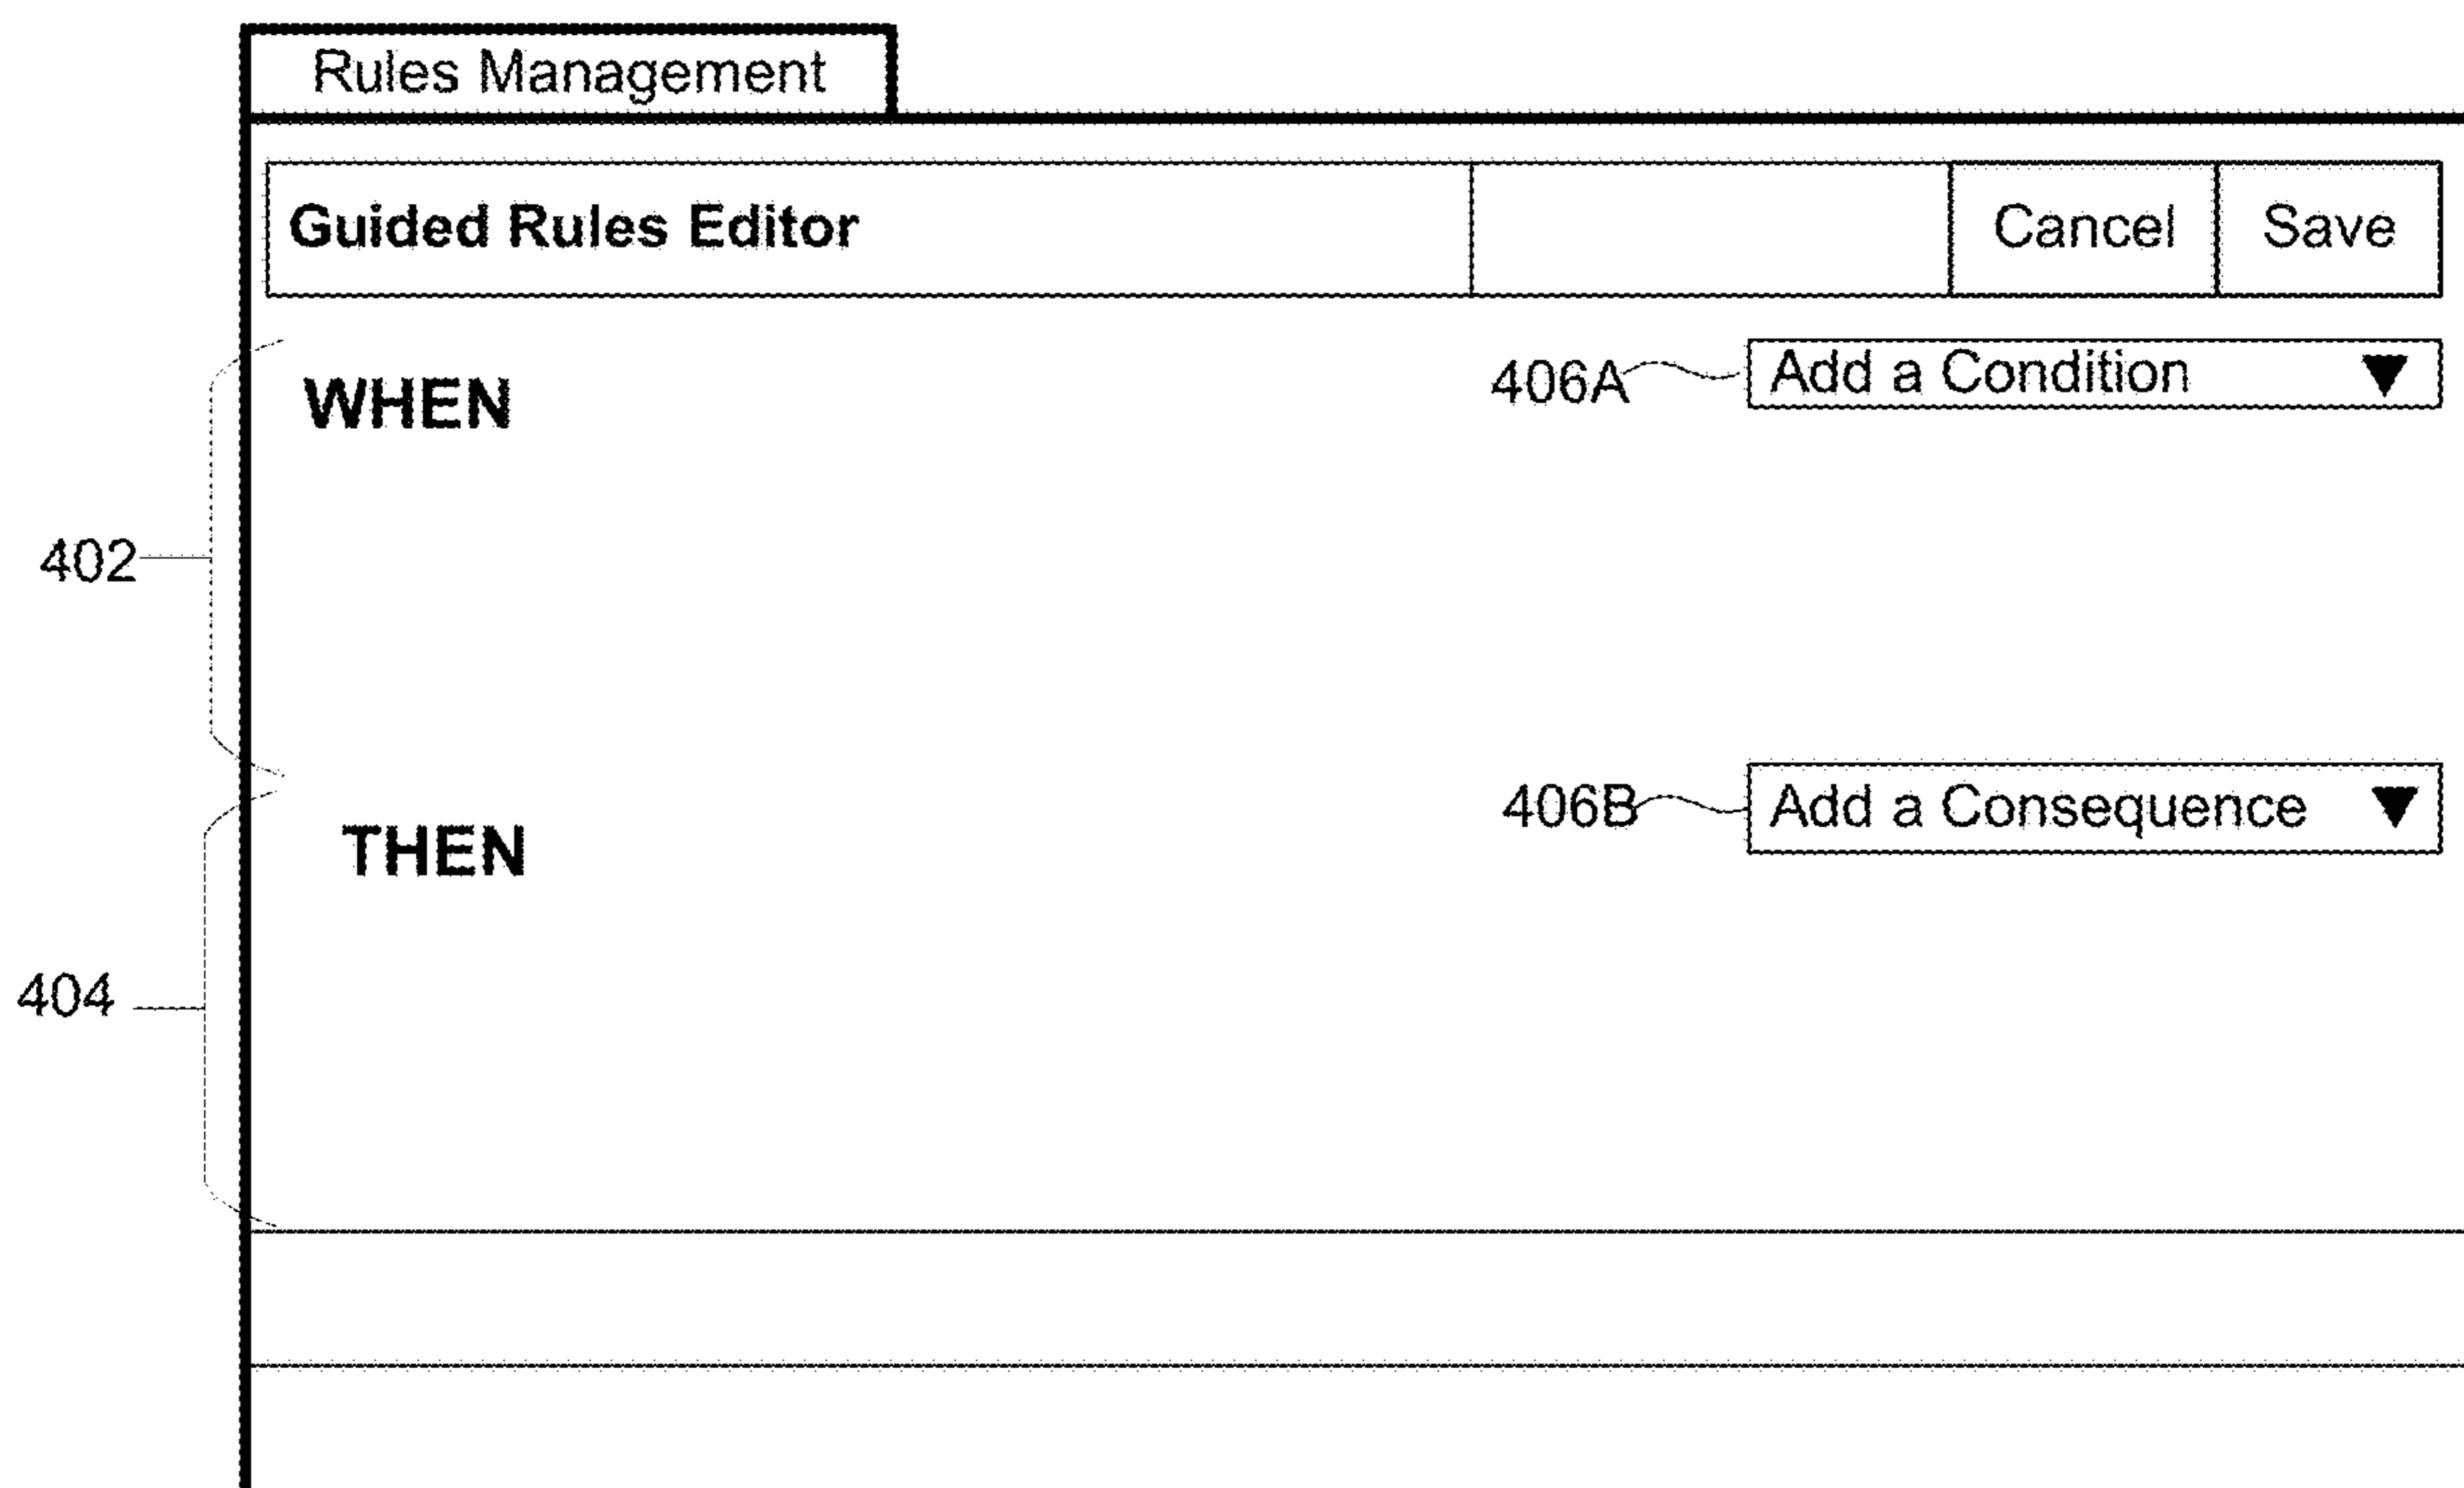 Rules Management
Guided Rules Editor Cancel Save
406A Add a Condition
WHEN
402
406B Add a Consequence
THEN
404